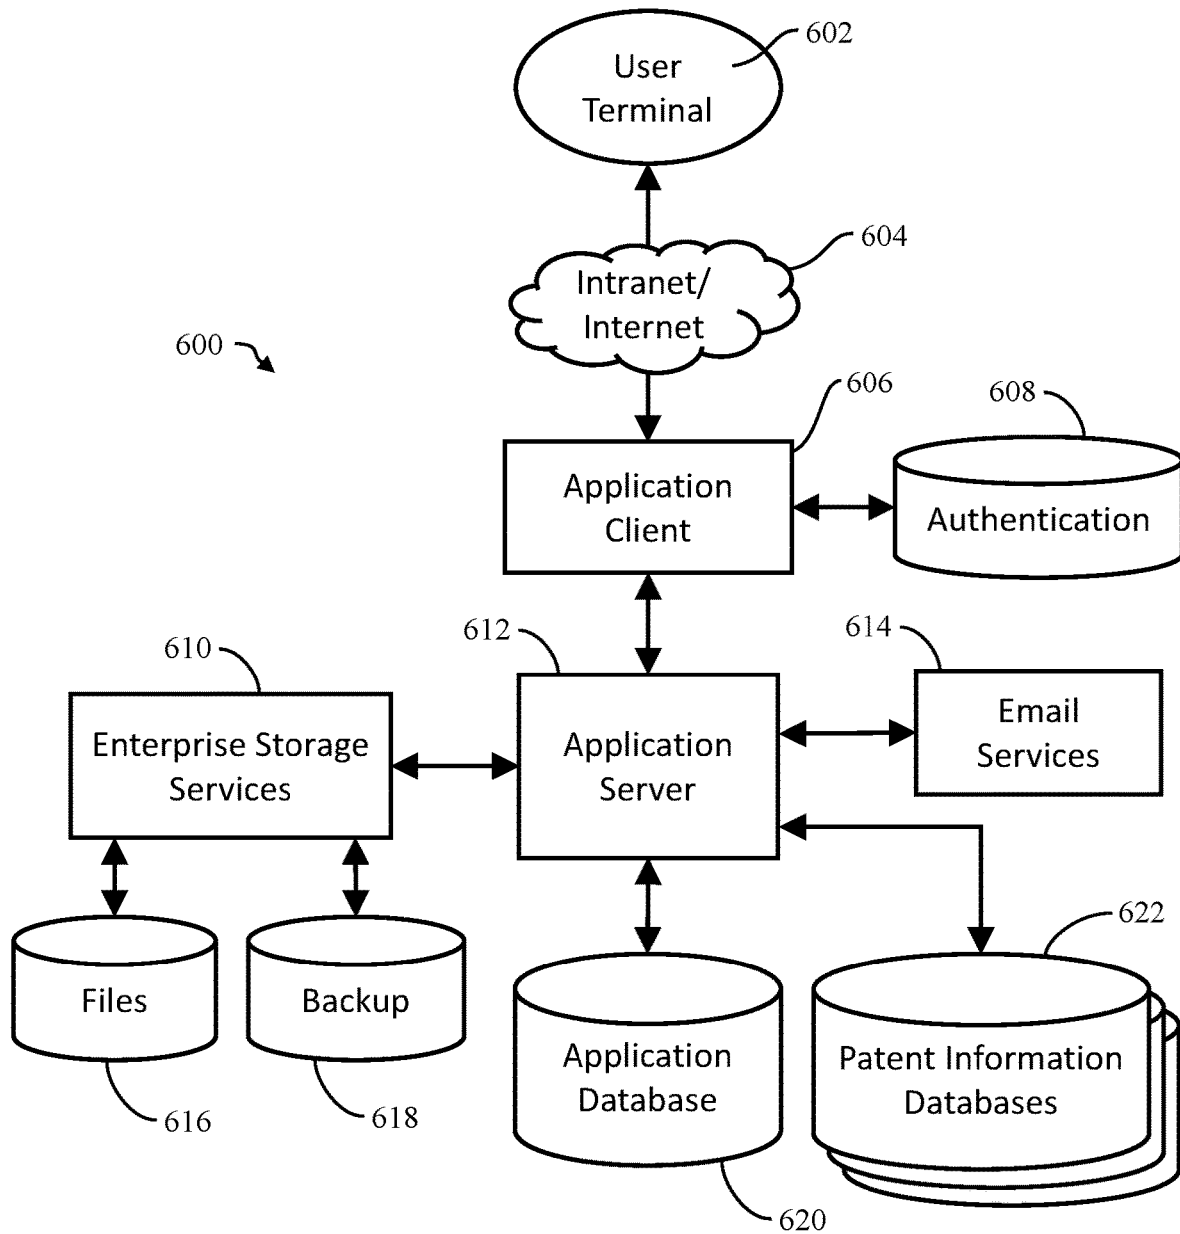 602
User
Terminal
604
Intranet/
Internet
600
606
608
Application
Client
Authentication
610
612
614
Enterprise Storage
Services
Application
Server
Email
Services
622
Files
Backup
Application
Database
Patent Information
Databases
616
618
620